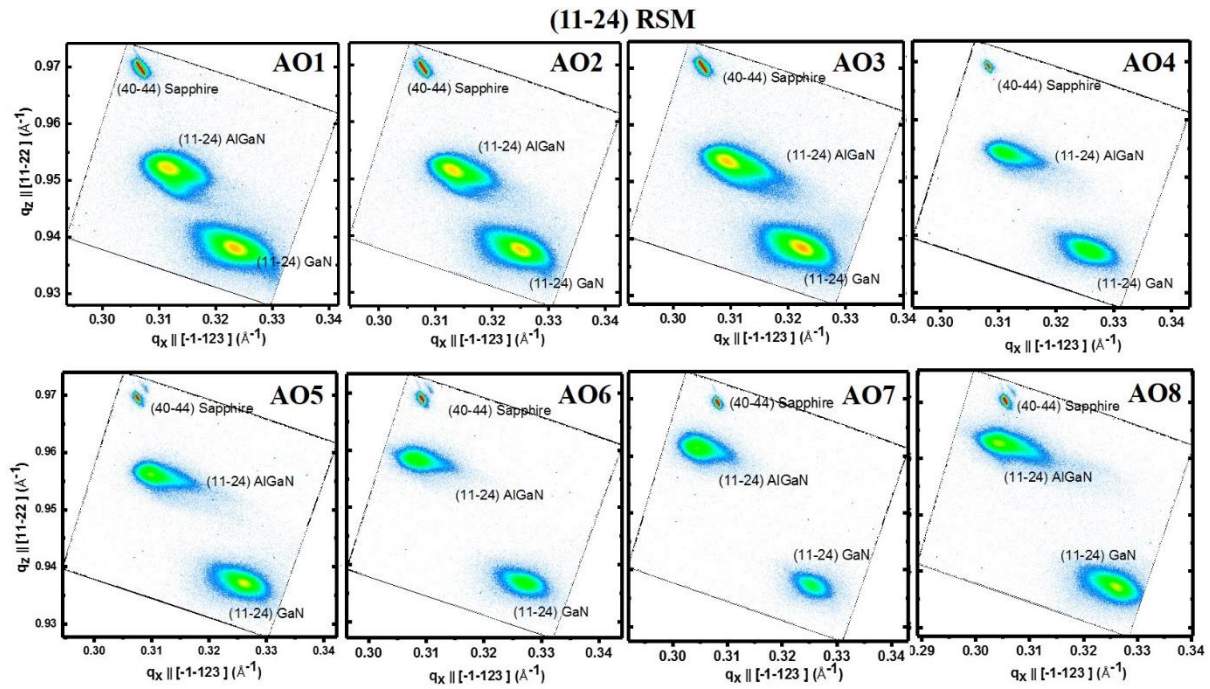 (11-24) RSM
AO1
AO2
AO3
AO4
(40-44) Sapphire
(40-44) Sapphire
(40-44) Sapphire
(40-44) Sapphire
(11-24) AlGaN
(11-24) AlGaN
(11-24) AlGaN
(11-24) AlGaN
(11-24) GaN
(11-24) GaN
(11-24) GaN
(11-24) GaN
0.97
0.96
0.95
0.94
0.93
qz || [11-22] (Å-1)
0.30 0.31 0.32 0.33 0.34
0.30 0.31 0.32 0.33 0.34
0.30 0.31 0.32 0.33 0.34
0.30 0.31 0.32 0.33 0.34
qx || [-1-123 ] (Å-1)
qx || [-1-123 ] (Å-1)
qx || [-1-123 ] (Å-1)
qx || [-1-123 ] (Å-1)
AO5
AO6
AO7
AO8
(40-44) Sapphire
(40-44) Sapphire
(40-44) Sapphire
(40-44) Sapphire
(11-24) AlGaN
(11-24) AlGaN
(11-24) AlGaN
(11-24) AlGaN
(11-24) GaN
(11-24) GaN
(11-24) GaN
(11-24) GaN
0.97
0.96
0.95
0.94
0.93
qz || [11-22] (Å-1)
0.30 0.31 0.32 0.33 0.34
0.30 0.31 0.32 0.33 0.34
0.30 0.31 0.32 0.33 0.34
0.29 0.30 0.31 0.32 0.33 0.34
qx || [-1-123 ] (Å-1)
qx || [-1-123 ] (Å-1)
qx || [-1-123 ] (Å-1)
qx || [-1-123 ] (Å-1)